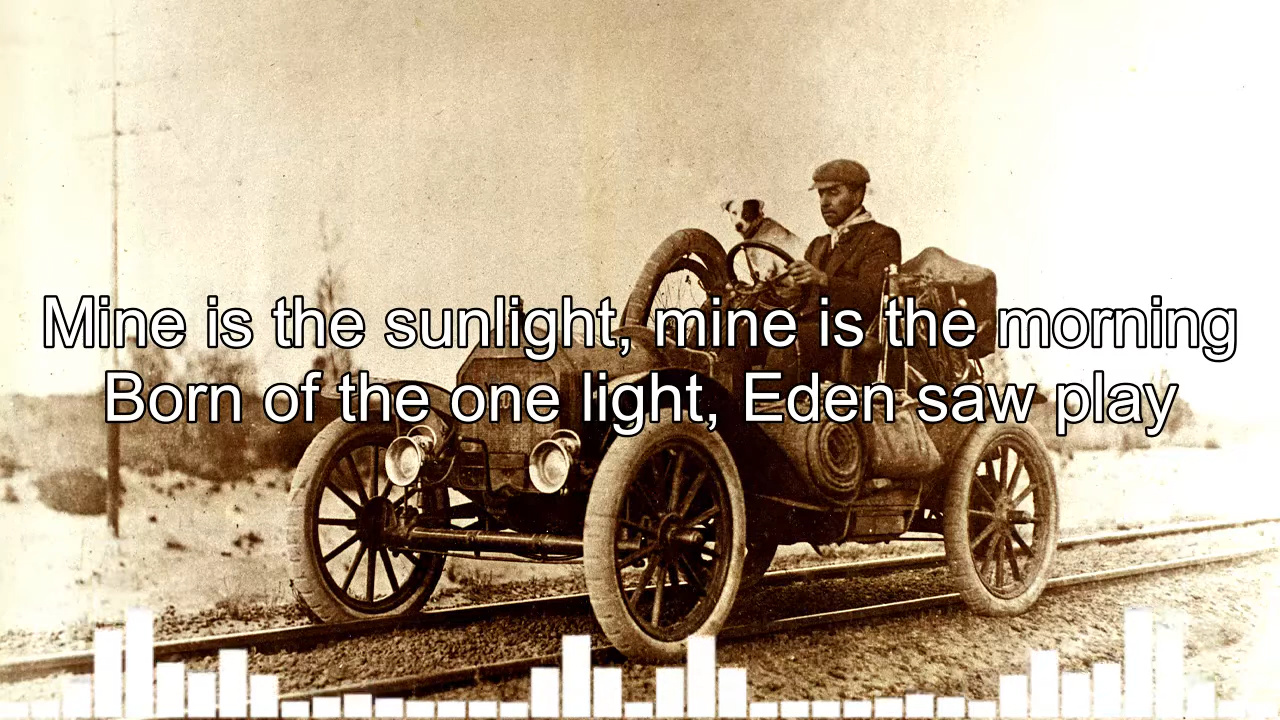 Mine is the sunlight, mine is the morning
Born of the one light, Eden saw play